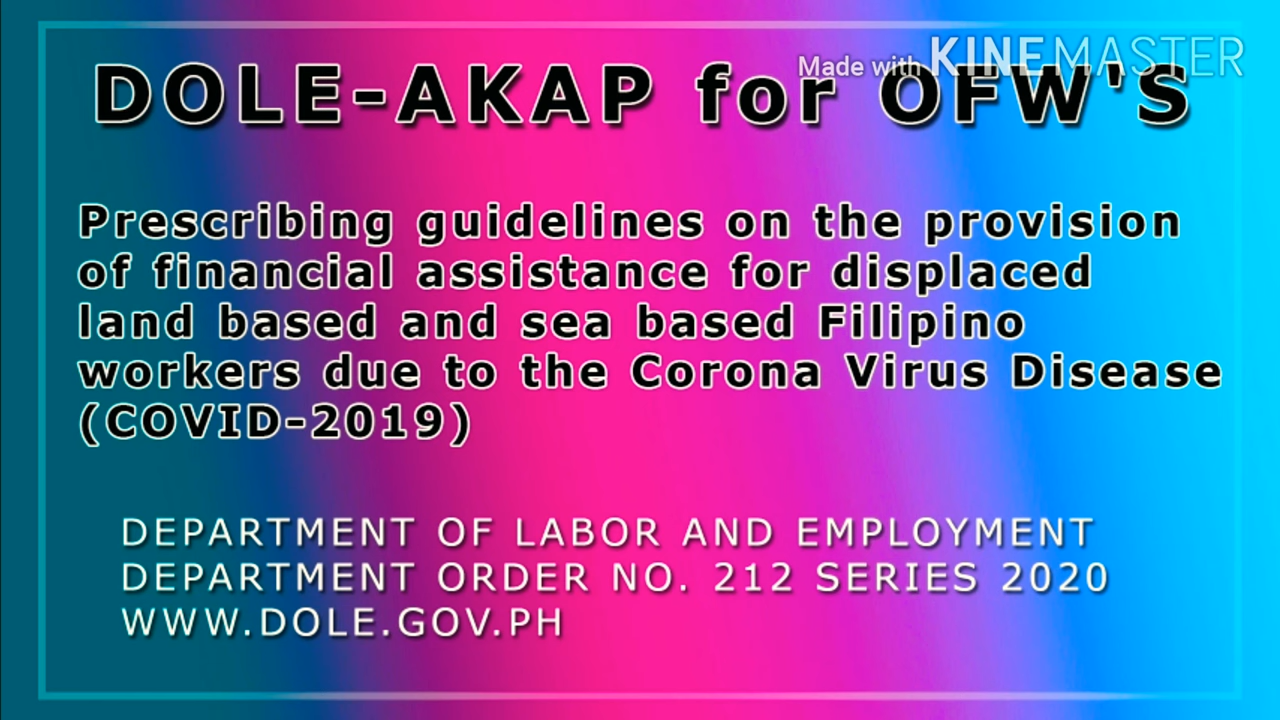 Made with KINEMASTER
DOLE-AKAP for OFW'S
Prescribing guidelines on the provision
of financial assistance for displaced
land based and sea based Filipino
workers due to the Corona Virus Disease
(COVID-2019)
DEPARTMENT OF LABOR AND EMPLOYMENT
DEPARTMENT ORDER NO. 212 SERIES 2020
WWW.DOLE.GOV.PH